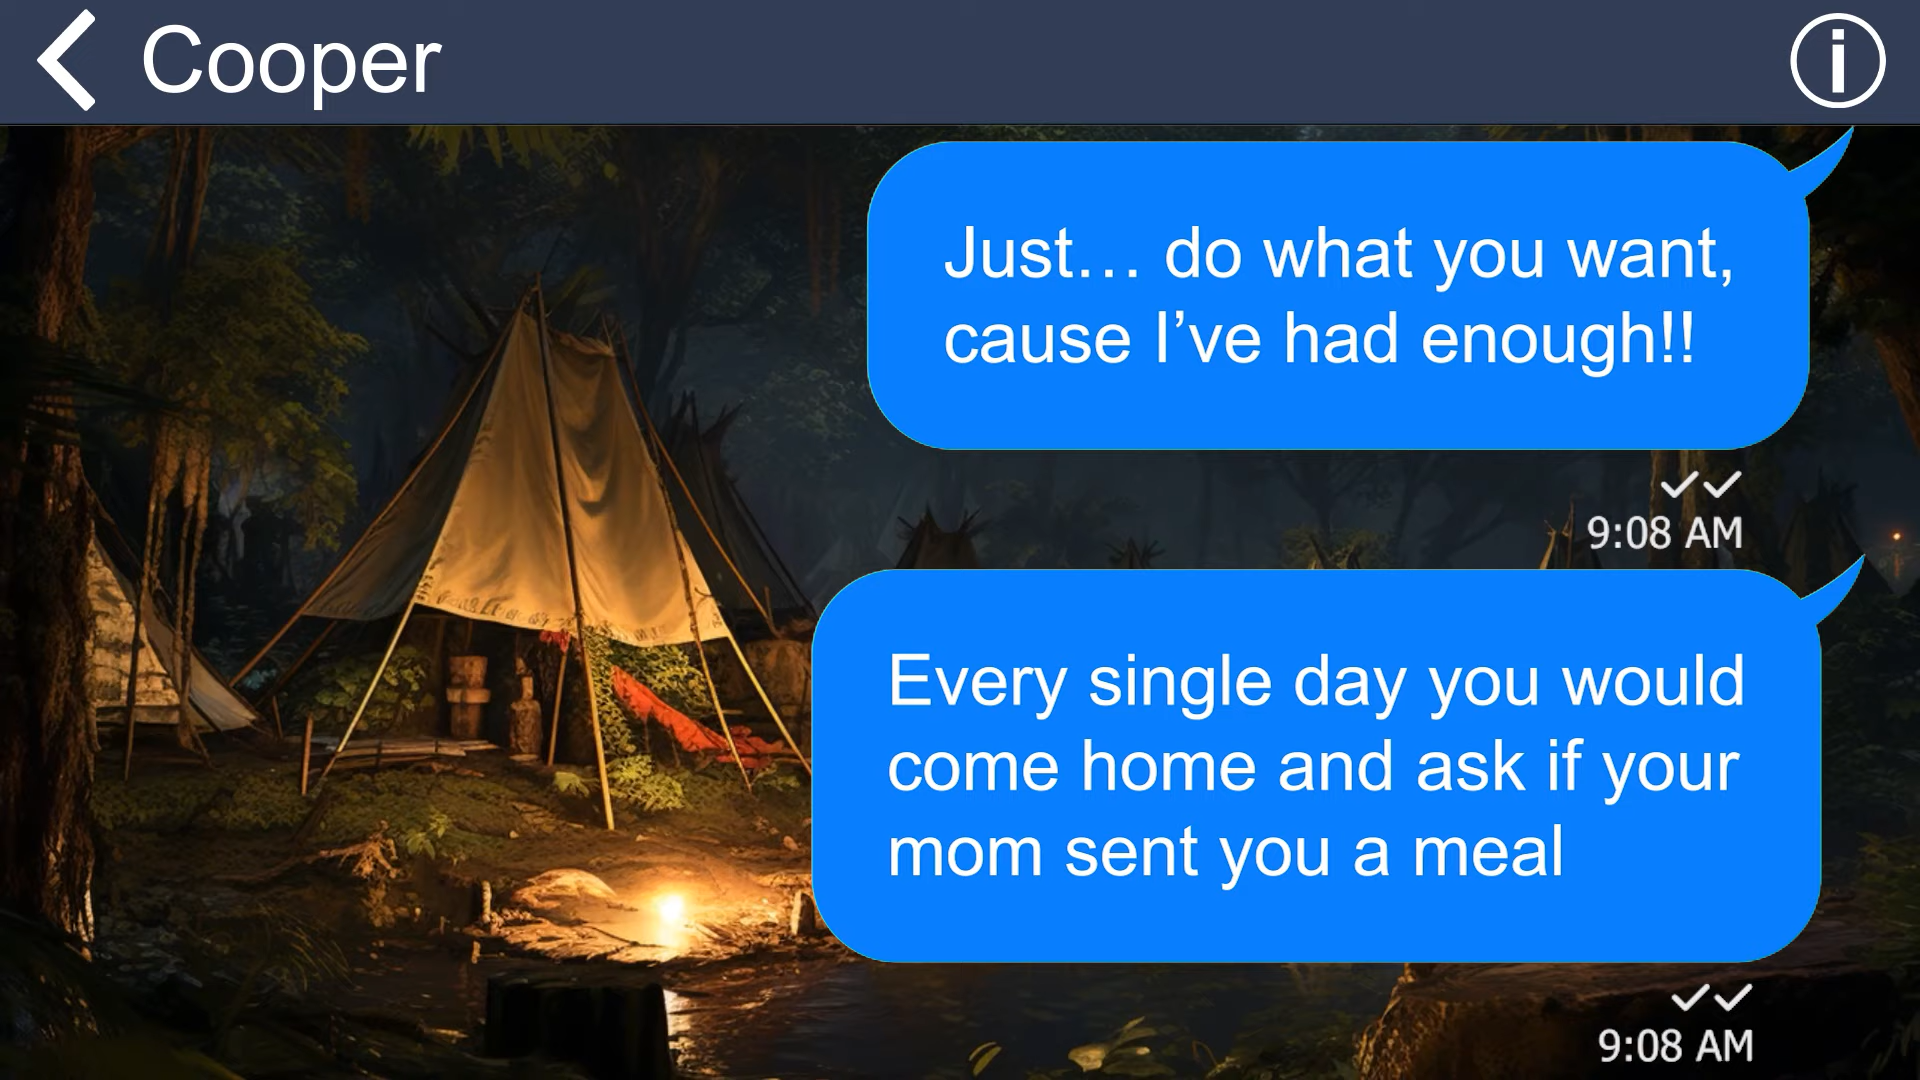 Cooper
Just… do what you want,
cause I’ve had enough!!
9:08 AM
Every single day you would
come home and ask if your
mom sent you a meal
9:08 AM